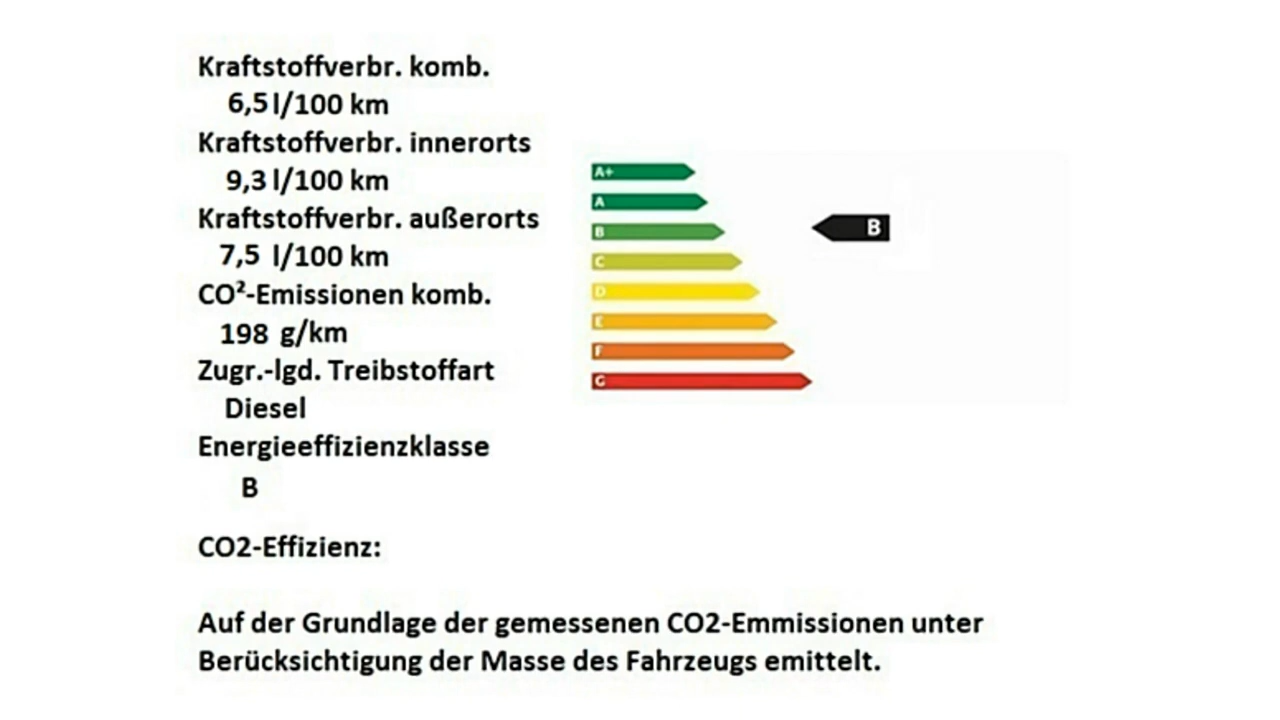 Kraftstoffverbr. komb.
6,5 l/100 km
Kraftstoffverbr. innerorts
9,3 l/100 km
Kraftstoffverbr. außerorts
7,5 l/100 km
CO²-Emissionen komb.
198 g/km
Zugr.-lgd. Treibstoffart
Diesel
Energieeffizienzklasse
B
A+
A
B
C
D
E
F
G
B
CO2-Effizienz:
Auf der Grundlage der gemessenen CO2-Emmissionen unter
Berücksichtigung der Masse des Fahrzeugs emittelt.